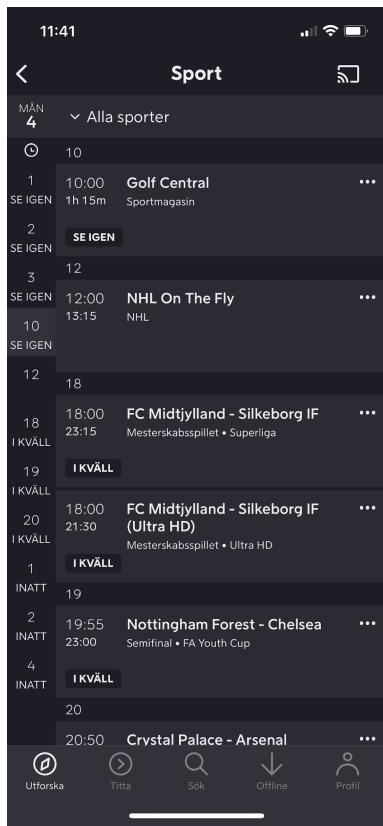 11:41
Sport
MÅN
4
Alla sporter
1
SE IGEN
2
SE IGEN
3
SE IGEN
10
SE IGEN
12
18
I KVÄLL
19
I KVÄLL
20
I KVÄLL
1
INATT
2
INATT
4
INATT
10
10:00 Golf Central
1h 15m Sportmagasin
SE IGEN
12
12:00 NHL On The Fly
13:15 NHL
18
18:00 FC Midtjylland - Silkeborg IF
23:15 Mesterskabsspillet • Superliga
I KVÄLL
18:00 FC Midtjylland - Silkeborg IF
21:30 (Ultra HD)
Mesterskabsspillet • Ultra HD
I KVÄLL
19
19:55 Nottingham Forest - Chelsea
23:00 Semifinal • FA Youth Cup
I KVÄLL
20
20:50 Crystal Palace - Arsenal
Utforska Titta Sök Offline Profil